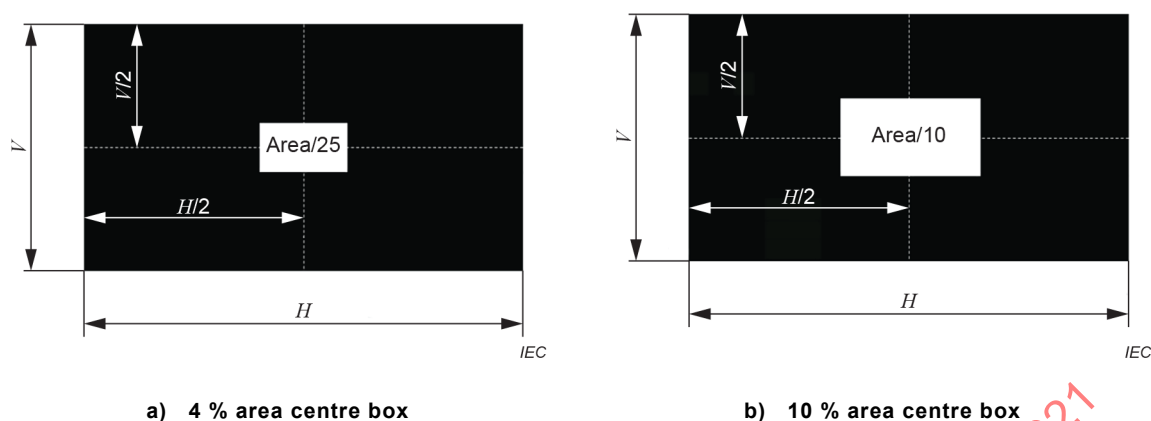 V
V/2
Area/25
H/2
H
IEC
a) 4 % area centre box
V
V/2
Area/10
H/2
H
IEC
b) 10 % area centre box